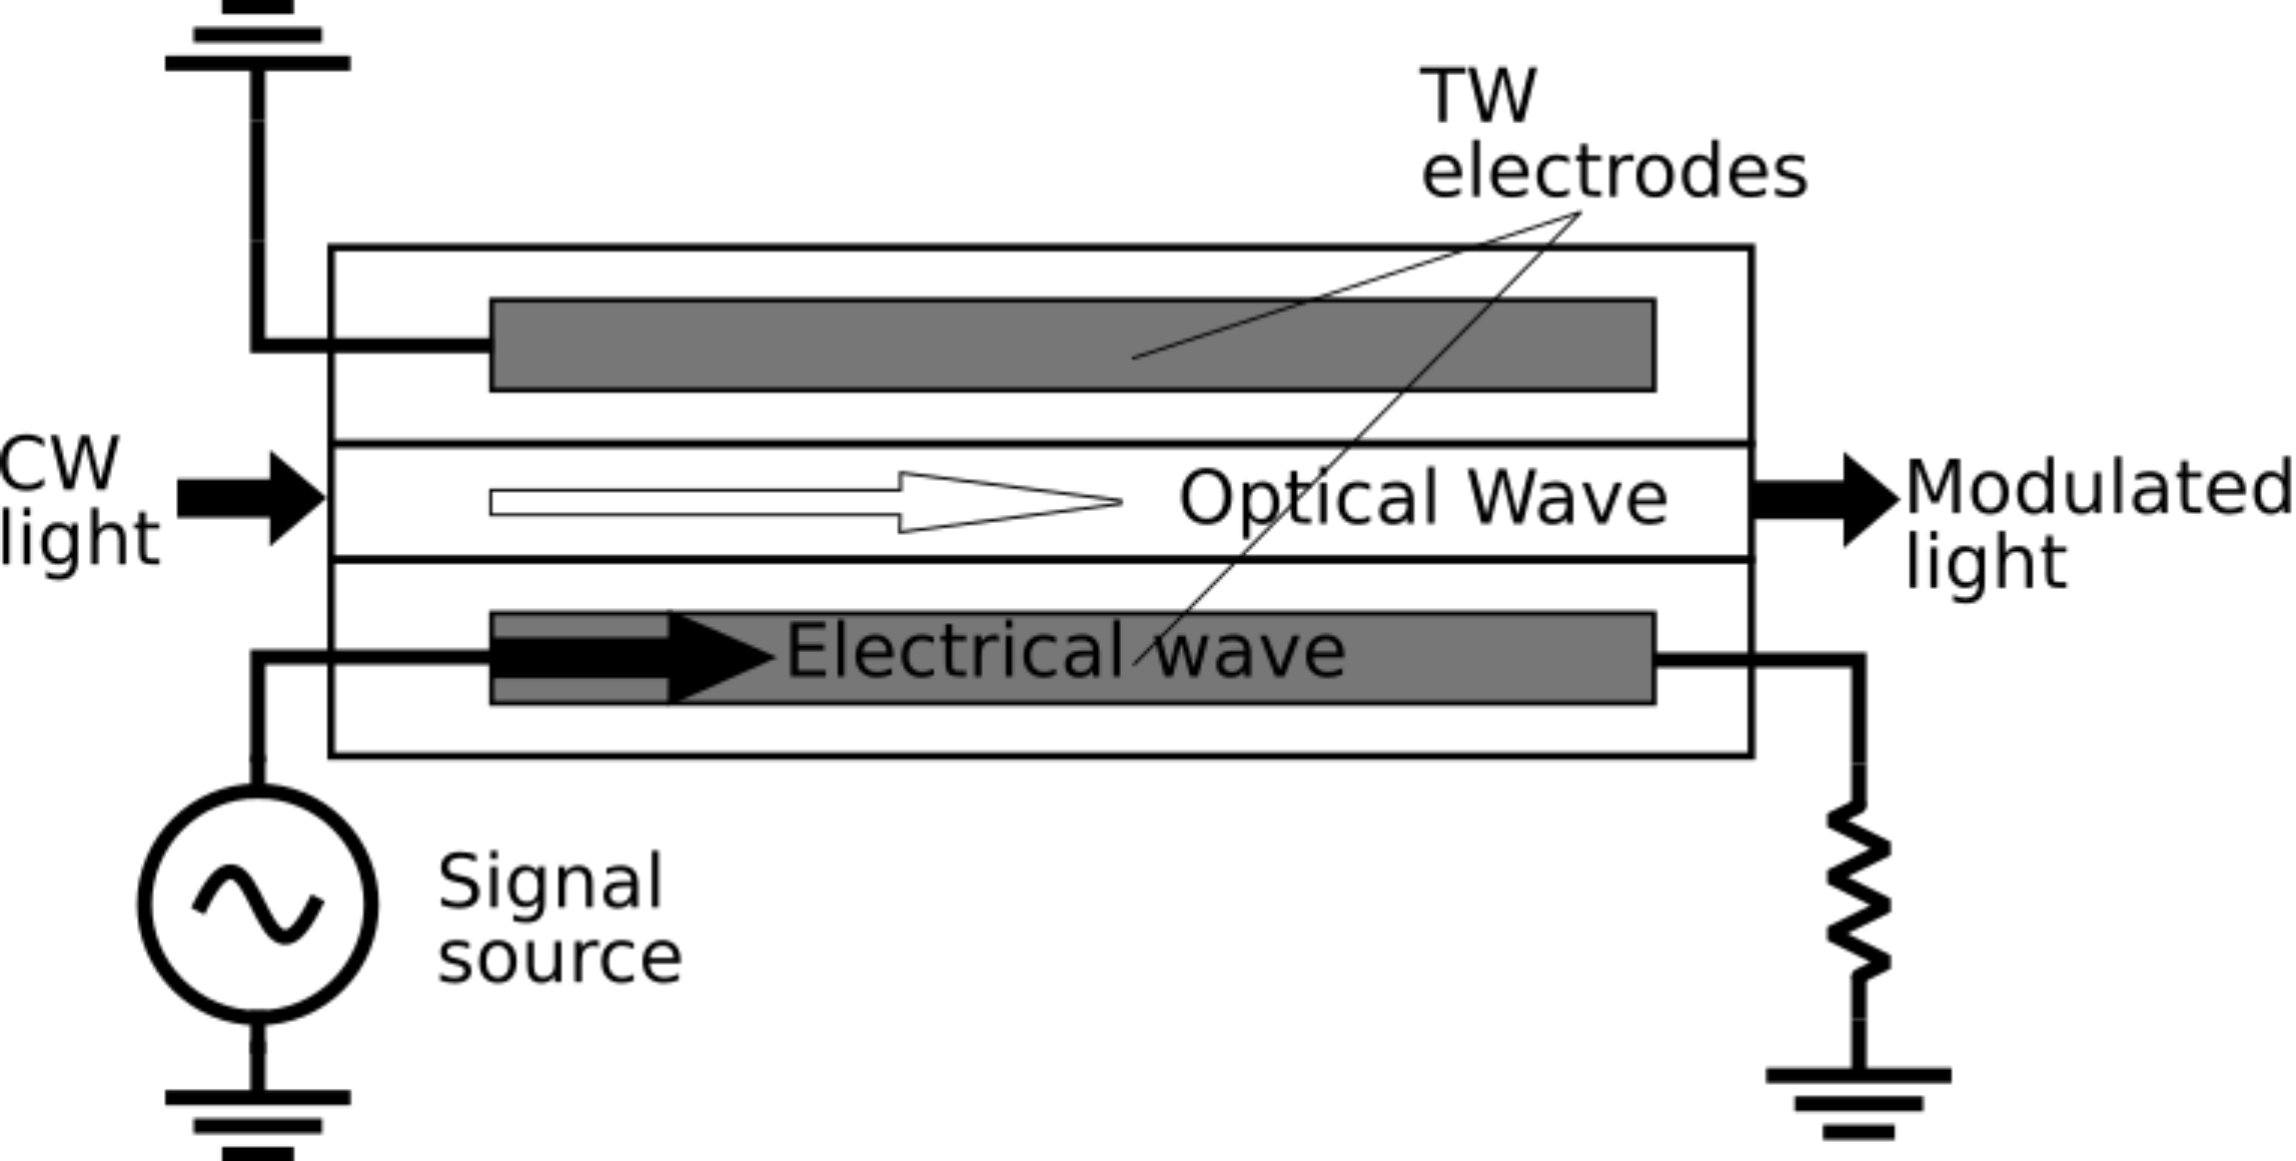 TW
electrodes
CW
light
Optical Wave
Modulated
light
Electrical wave
Signal
source